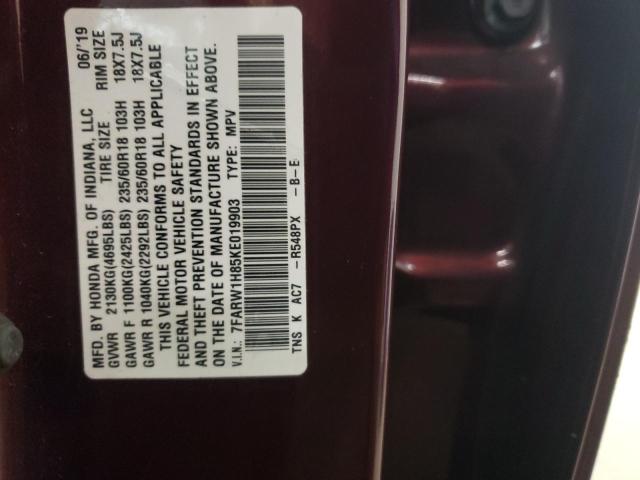 MFD. BY HONDA MFG. OF INDIANA, LLC 06/'19
GVWR 2130KG(4695LBS) TIRE SIZE RIM SIZE
GAWR F 1100KG(2425LBS) 235/60R18 103H 18X7.5J
GAWR R 1040KG(2292LBS) 235/60R18 103H 18X7.5J
THIS VEHICLE CONFORMS TO ALL APPLICABLE
FEDERAL MOTOR VEHICLE SAFETY
AND THEFT PREVENTION STANDARDS IN EFFECT
ON THE DATE OF MANUFACTURE SHOWN ABOVE.
V.I.N.: 7FARW1H85KE019903 TYPE: MPV
TNS K AC7 -R548PX -B-E